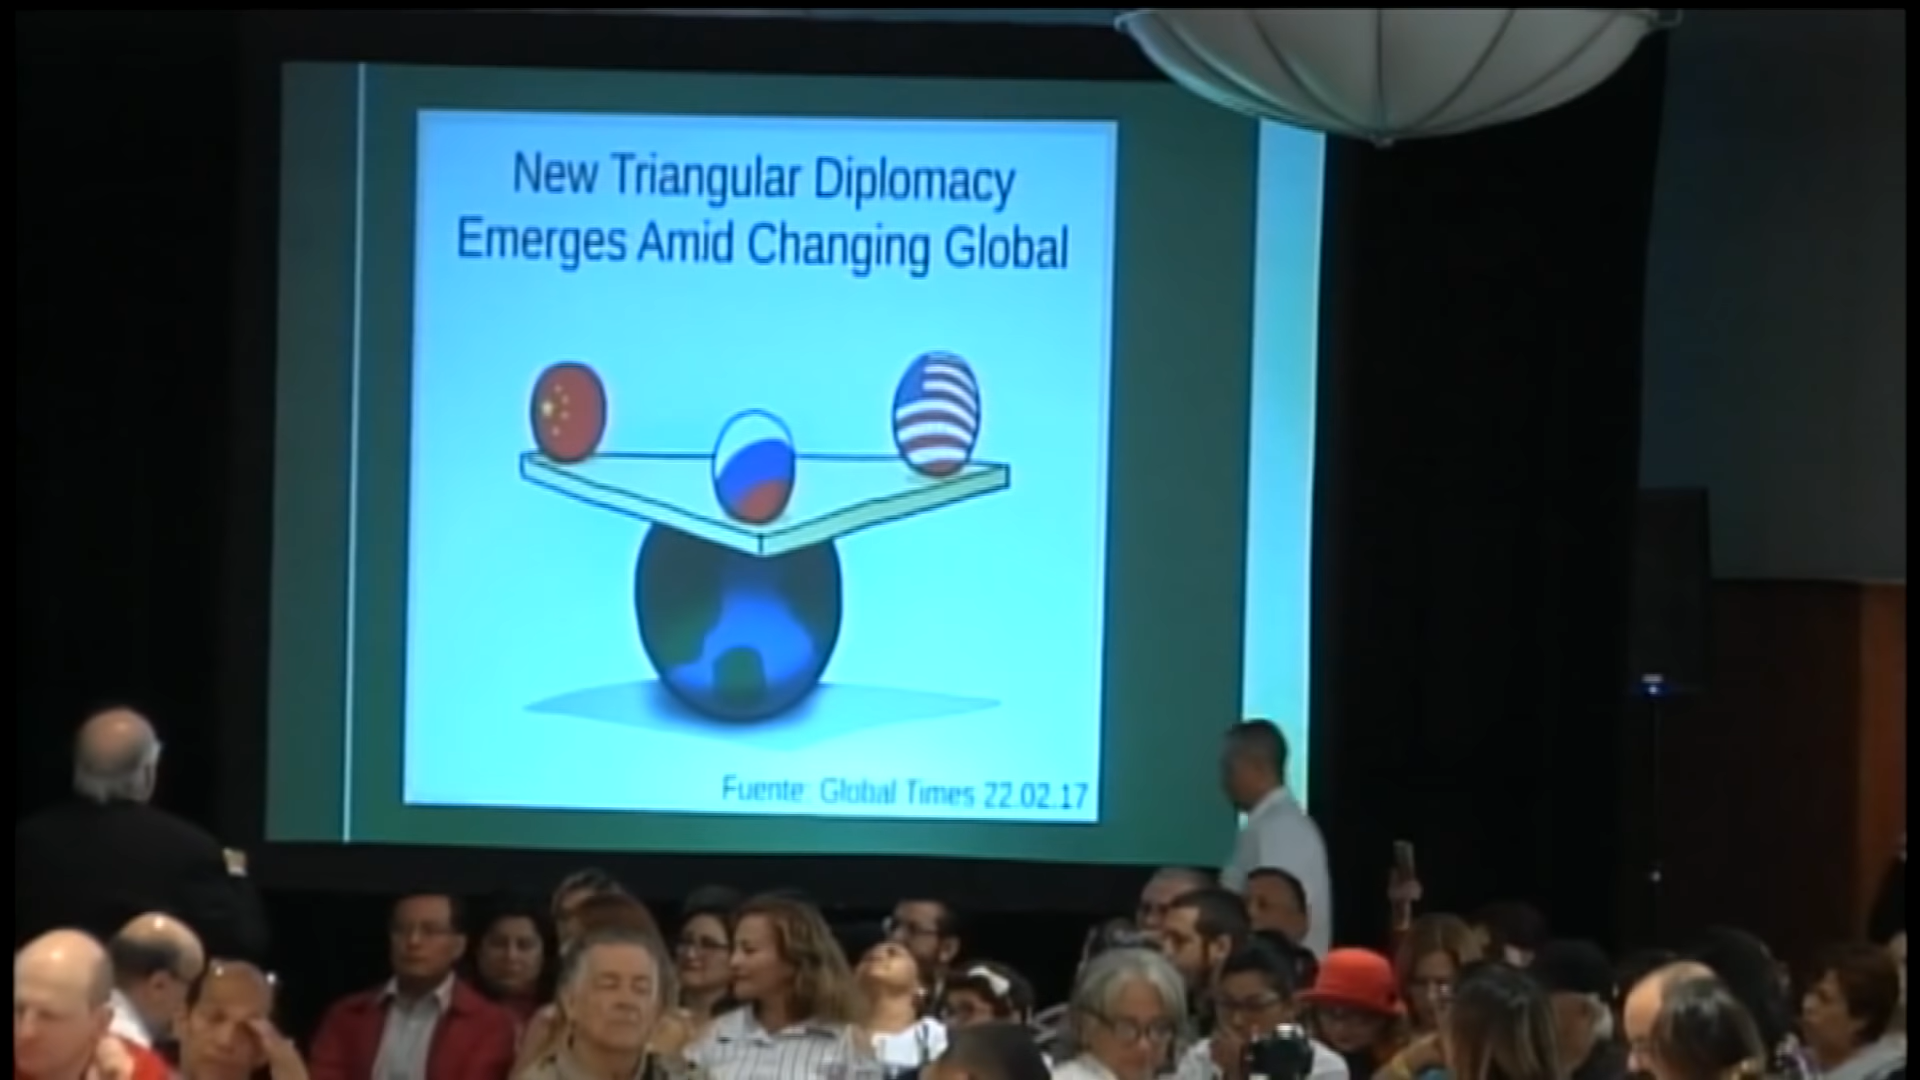 New Triangular Diplomacy
Emerges Amid Changing Global
Fuente: Global Times 22.02.17